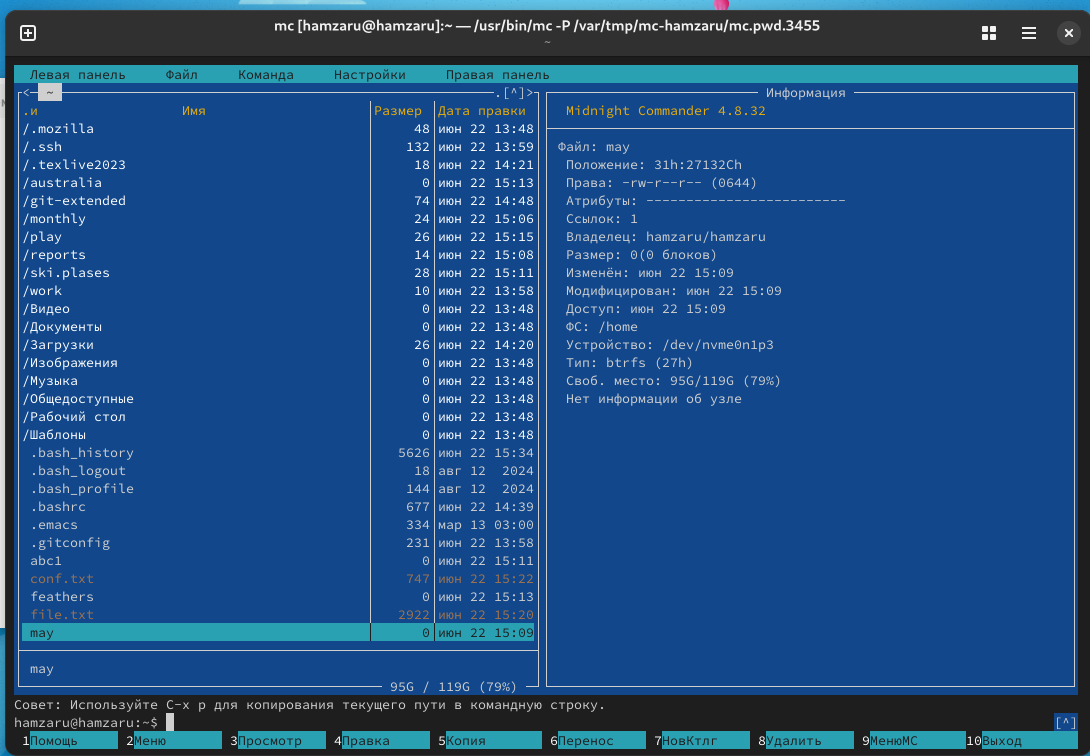 mc [hamzaru@hamzaru]:~ — /usr/bin/mc -P /var/tmp/mc-hamzaru/mc.pwd.3455
~
Левая панель Файл Команда Настройки Правая панель
<─ ~ .[^]>
.и Имя Размер Дата правки
/.mozilla 48 июн 22 13:48
/.ssh 132 июн 22 13:59
/.texlive2023 18 июн 22 14:21
/australia 0 июн 22 15:13
/git-extended 74 июн 22 14:48
/monthly 24 июн 22 15:06
/play 26 июн 22 15:15
/reports 14 июн 22 15:08
/ski.plases 28 июн 22 15:11
/work 10 июн 22 13:58
/Видео 0 июн 22 13:48
/Документы 0 июн 22 13:48
/Загрузки 26 июн 22 14:20
/Изображения 0 июн 22 13:48
/Музыка 0 июн 22 13:48
/Общедоступные 0 июн 22 13:48
/Рабочий стол 0 июн 22 13:48
/Шаблоны 0 июн 22 13:48
.bash_history 5626 июн 22 15:34
.bash_logout 18 авг 12 2024
.bash_profile 144 авг 12 2024
.bashrc 677 июн 22 14:39
.emacs 334 мар 13 03:00
.gitconfig 231 июн 22 13:58
abc1 0 июн 22 15:11
conf.txt 747 июн 22 15:22
feathers 0 июн 22 15:13
file.txt 2922 июн 22 15:20
may 0 июн 22 15:09
may
95G / 119G (79%)
Информация
Midnight Commander 4.8.32
Файл: may
Положение: 31h:27132Ch
Права: -rw-r--r-- (0644)
Атрибуты: -------------------------
Ссылок: 1
Владелец: hamzaru/hamzaru
Размер: 0(0 блоков)
Изменён: июн 22 15:09
Модифицирован: июн 22 15:09
Доступ: июн 22 15:09
ФС: /home
Устройство: /dev/nvme0n1p3
Тип: btrfs (27h)
Своб. место: 95G/119G (79%)
Нет информации об узле
Совет: Используйте C-x p для копирования текущего пути в командную строку.
hamzaru@hamzaru:~$ [^]
1Помощь 2Меню 3Просмотр 4Правка 5Копия 6Перенос 7НовКтлг 8Удалить 9МенюМС 10Выход